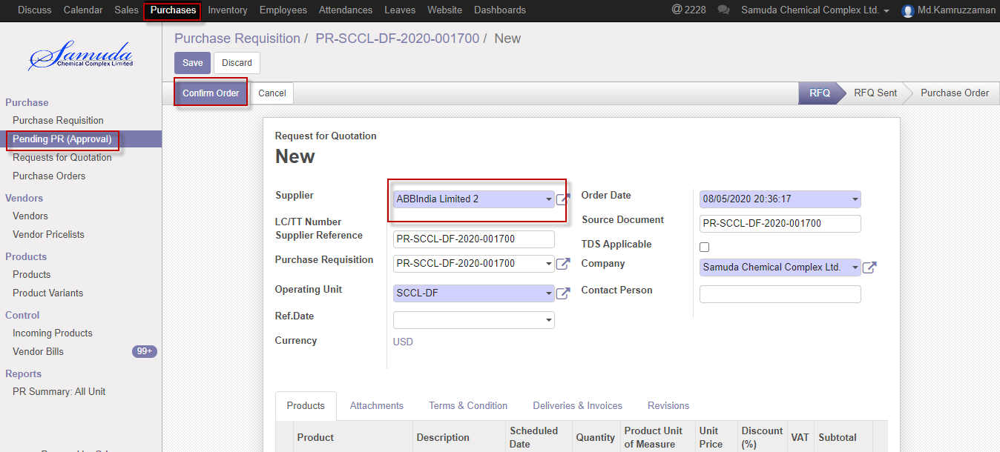 Discuss Calendar Sales Purchases Inventory Employees Attendances Leaves Website Dashboards @ 2228 Samuda Chemical Complex Ltd. Md.Kamruzzaman
Samuda
Chemical Complex Limited
Purchase
Purchase Requisition
Pending PR (Approval)
Requests for Quotation
Purchase Orders
Vendors
Vendors
Vendor Pricelists
Products
Products
Product Variants
Control
Incoming Products
Vendor Bills 99+
Reports
PR Summary: All Unit
Purchase Requisition / PR-SCCL-DF-2020-001700 / New
Save Discard
Confirm Order Cancel RFQ RFQ Sent Purchase Order
Request for Quotation
New
Supplier ABBIndia Limited 2
LC/TT Number
Supplier Reference PR-SCCL-DF-2020-001700
Purchase Requisition PR-SCCL-DF-2020-001700
Operating Unit SCCL-DF
Ref.Date
Currency USD
Order Date 08/05/2020 20:36:17
Source Document PR-SCCL-DF-2020-001700
TDS Applicable
Company Samuda Chemical Complex Ltd.
Contact Person
Products Attachments Terms & Condition Deliveries & Invoices Revisions
Product Description Scheduled Date Quantity Product Unit of Measure Unit Price Discount (%) VAT Subtotal